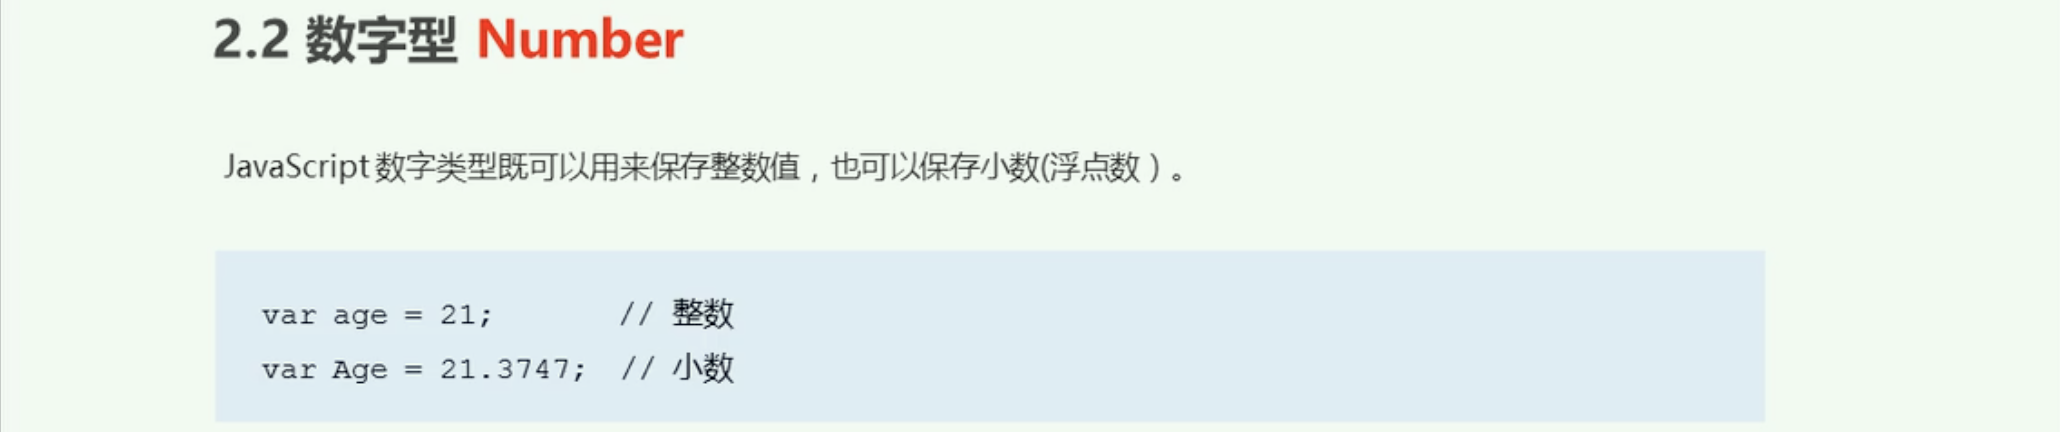 2.2 数字型 Number
JavaScript 数字类型既可以用来保存整数值，也可以保存小数(浮点数）。
var age = 21;       // 整数
var Age = 21.3747;  // 小数